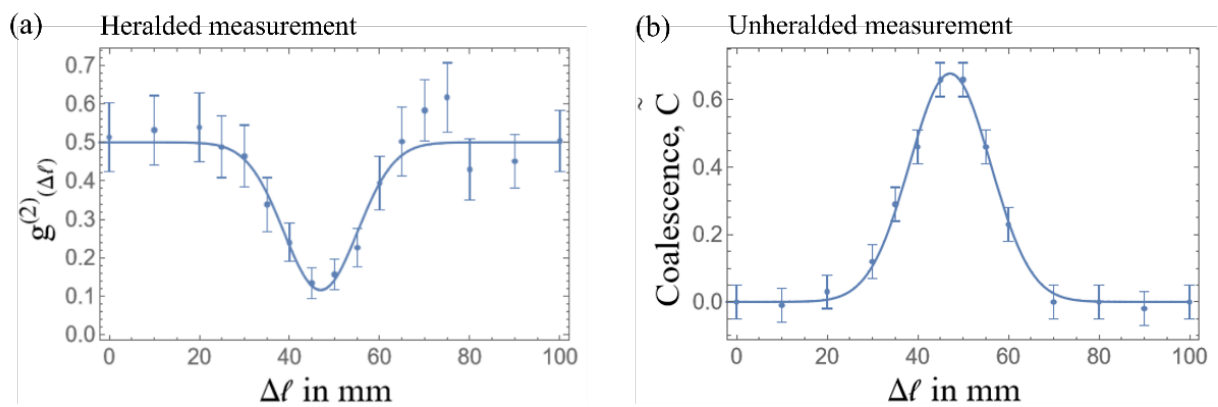 (a) Heralded measurement
g(2)(Δℓ)
0.7
0.6
0.5
0.4
0.3
0.2
0.1
0.0
0 20 40 60 80 100
Δℓ in mm
(b) Unheralded measurement
Coalescence, C̃
0.6
0.4
0.2
0.0
0 20 40 60 80 100
Δℓ in mm